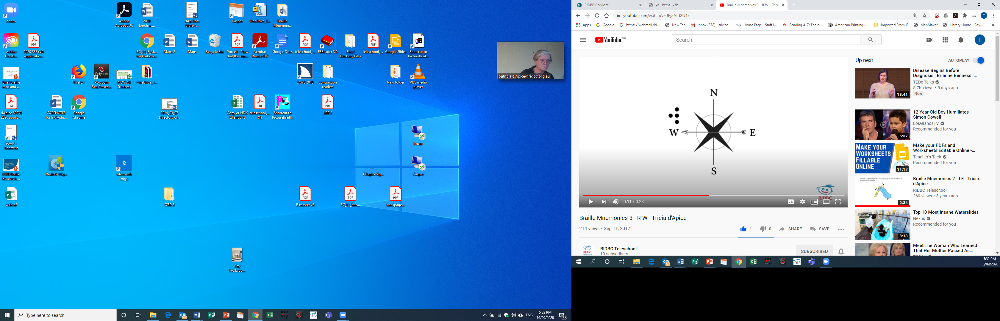 Zoom
Adobe
Acrobat DC
2018
Enrolme...
dAp Dots
blurb f...
Casper
OneDrive_1...
Braille
Mnemoni...
Adobe
Creati...
2020 SSS (VI)
Applicatio...
EC_L1_E_M...
for Emboss...
Maps 2
Maps
Recycle Bin
Purcell - Now
that the sun...
Acrobat
Reader DC
Google Docs
teleschool_...
FSReader 3.0
Final
Duxbury Files
teleschool_...
Google Slides
Shortcut to
PictureBrail...
Brief braille
read and ...
Firefox
Polycom
Polycom
RealPresen...
NEW All
Students
OneDrive_1...
JAWS 2018
contraction
readers
New folder
VLC media
player
patricia.d'Apice@ridbc.org.au
dApice SPEVI
2020 applic...
CASENOTES
for Individu...
Google
Chrome
2019_03_07
Directory of...
Copy of NDIS
Client List
teleschool_...
(1)
Shortcut to
PictureBraill...
UEB 2
SOAP -
Shortcut
Prism
ICEB Braille
Research ...
Realtek-Hig...
Microsoft
Edge
PDapiceSig...
Casper
with of
OZD 3
B master v3
EC_L1_bac...
backpage...
Cay
Holbroo...
Type here to search
ENG
5:32 PM
16/09/2020
33
RIDBC Connect
xn--https-ix3b
Braille Mnemonics 3 - R W - Trici
youtube.com/watch?v=JPj3Afd2N1E
Apps
Google
https://webmail.rid...
New Tab
Inbox (378) - triciad...
Home Page - Staff I...
Reading A-Z: The o...
American Printing...
Imported From IE
MapMaker
Library Home - Roy...
YouTube AU
Search
T
N
W
E
S
RIDBC
0:11 / 0:23
CC
Braille Mnemonics 3 - R W - Tricia d'Apice
214 views • Sep 11, 2017
1
0
SHARE
SAVE
RIDBC Teleschool
10 subscribers
SUBSCRIBED
Up next
AUTOPLAY
18:41
Disease Begins Before
Diagnosis | Brianne Benness |...
TEDx Talks
5.7K views • 5 days ago
New
5:37
12 Year Old Boy Humiliates
Simon Cowell
LosGranosTV
Recommended for you
MAKE YOUR
WORKSHEETS
FILLABLE
ONLINE
11:17
Make your PDFs and
Worksheets Editable Online -...
Teacher's Tech
Recommended for you
0:34
Braille Mnemonics 2 - I E - Tricia
d'Apice
RIDBC Teleschool
269 views • 3 years ago
8:13
Top 10 Most Insane Waterslides
Nexus
Recommended for you
Meet The Woman Who Learned
That Her Mother Passed As...
5:32 PM
16/09/2020